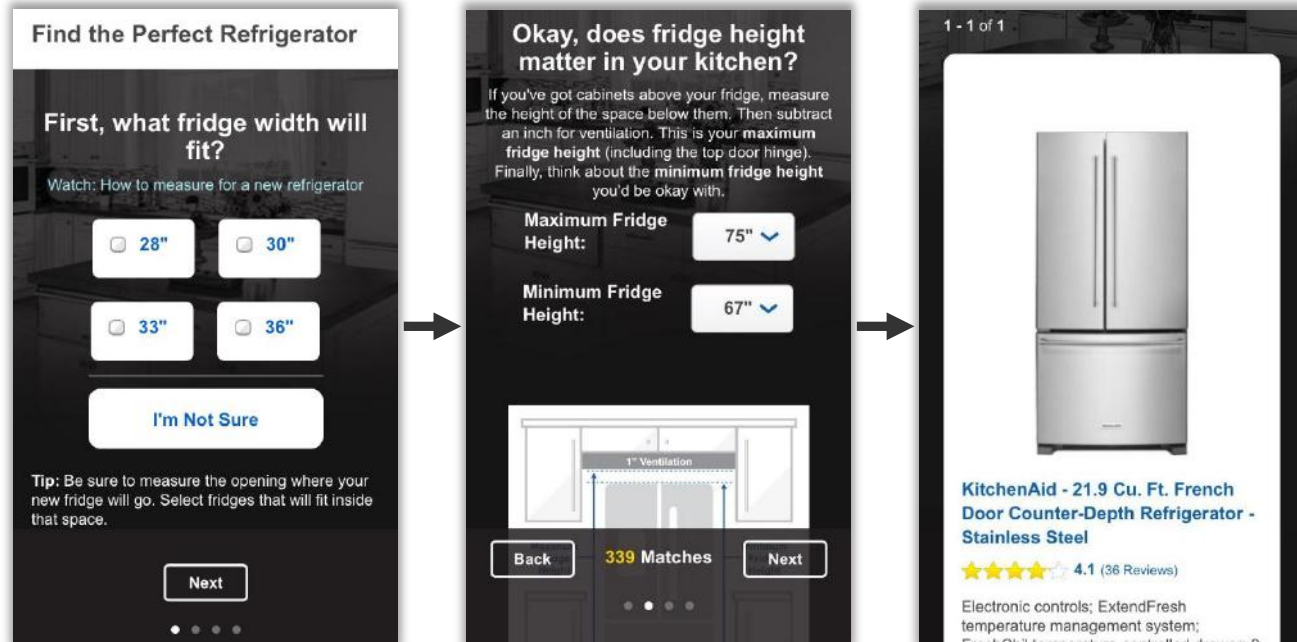 Find the Perfect Refrigerator
First, what fridge width will
fit?
Watch: How to measure for a new refrigerator
28"
30"
33"
36"
I'm Not Sure
Tip: Be sure to measure the opening where your
new fridge will go. Select fridges that will fit inside
that space.
Next
Okay, does fridge height
matter in your kitchen?
If you've got cabinets above your fridge, measure
the height of the space below them. Then subtract
an inch for ventilation. This is your maximum
fridge height (including the top door hinge).
Finally, think about the minimum fridge height
you'd be okay with.
Maximum Fridge
Height:
75"
Minimum Fridge
Height:
67"
1" Ventilation
Back
339 Matches
Next
1 - 1 of 1
KitchenAid - 21.9 Cu. Ft. French
Door Counter-Depth Refrigerator -
Stainless Steel
4.1 (36 Reviews)
Electronic controls; ExtendFresh
temperature management system;